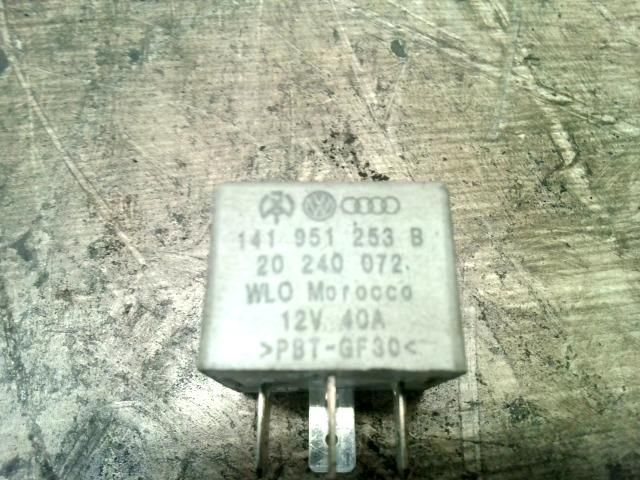 141 951 253 B
20 240 072
WLO Morocco
12V 40A
>PBT-GF30<